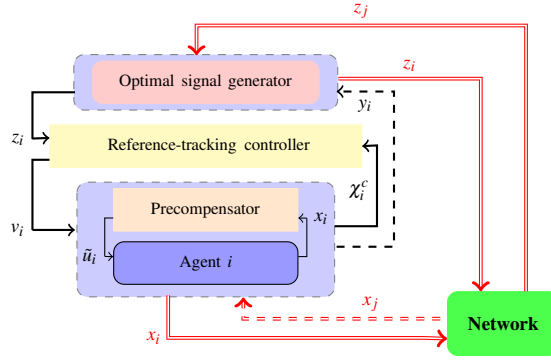 z_j
Optimal signal generator
z_i
y_i
z_i
Reference-tracking controller
χ_i^c
Precompensator
v_i
x_i
ũ_i
Agent i
x_j
Network
x_i